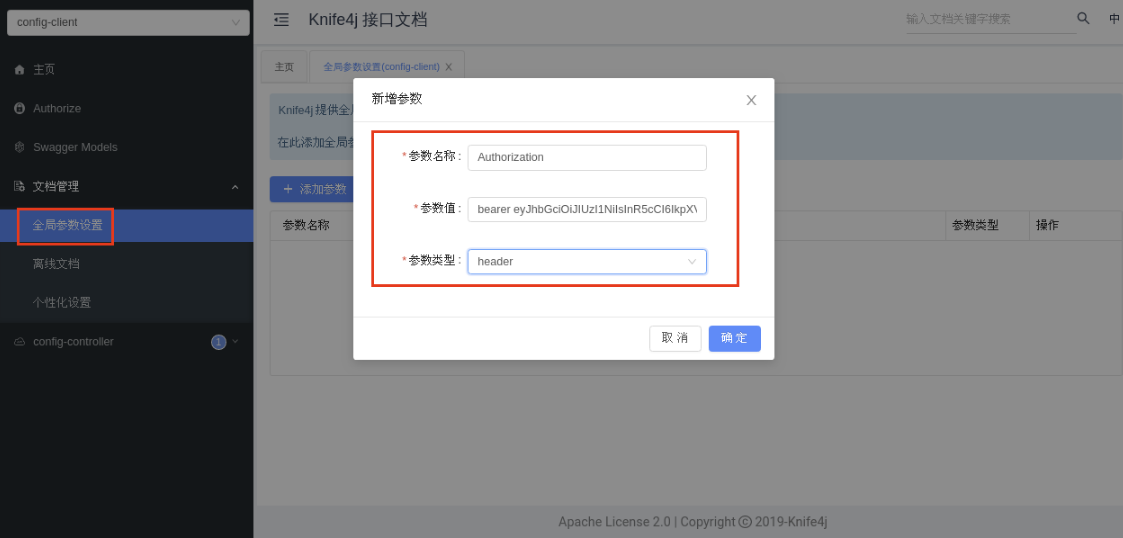 config-client
Knife4j 接口文档
输入文档关键字搜索
中
主页
Authorize
Swagger Models
文档管理
全局参数设置
离线文档
个性化设置
config-controller
1
主页
全局参数设置(config-client) X
Knife4j 提供全局
在此添加全局参
+ 添加参数
参数名称
参数类型
操作
新增参数
* 参数名称 :
Authorization
* 参数值 :
bearer eyJhbGciOiJIUzI1NiIsInR5cCI6IkpXV
* 参数类型 :
header
取 消
确 定
Apache License 2.0 | Copyright © 2019-Knife4j